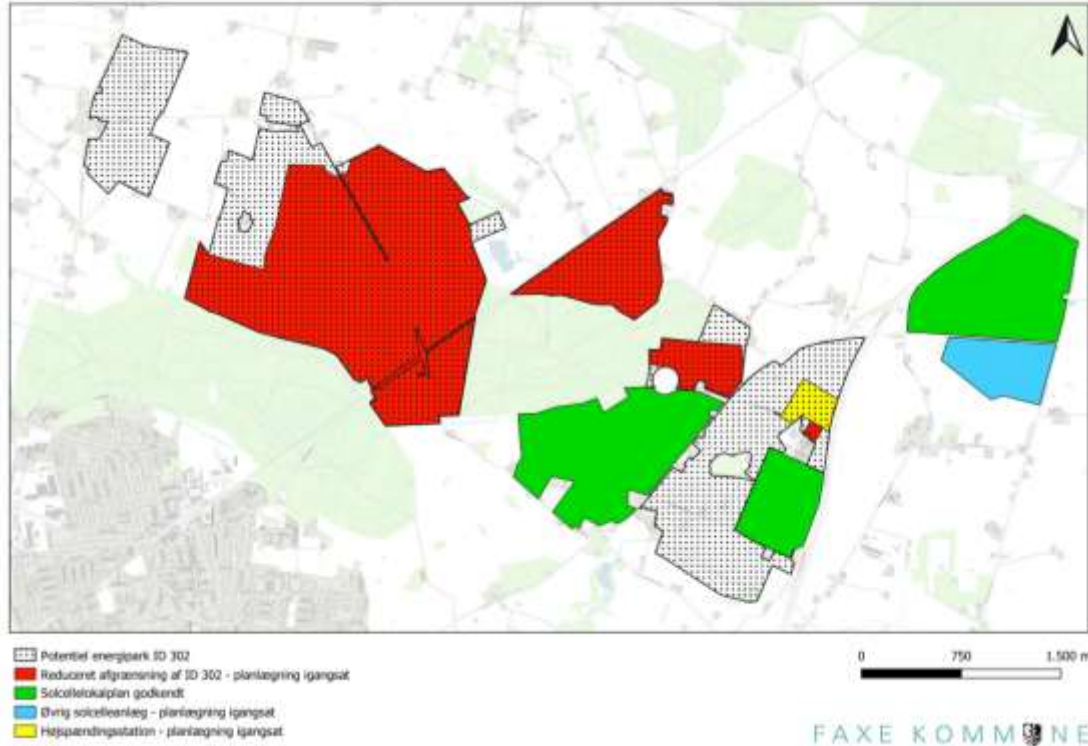 Potentiel energipark ID 302
Reduceret afgrænsning af ID 302 - planlægning igangsat
Solcellelokalplan godkendt
Øvrig solcelleanlæg - planlægning igangsat
Højspændingsstation - planlægning igangsat
0 750 1.500 m
FAXE KOMMUNE